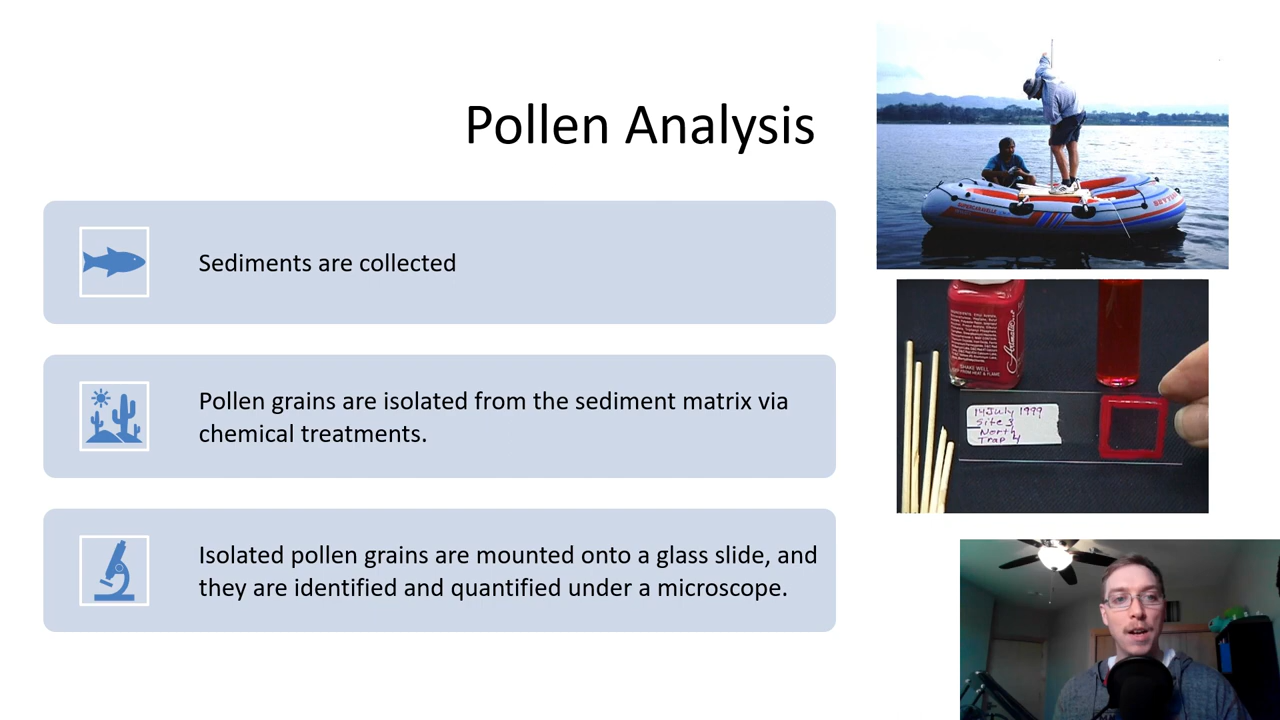 Pollen Analysis
Sediments are collected
Pollen grains are isolated from the sediment matrix via
chemical treatments.
Isolated pollen grains are mounted onto a glass slide, and
they are identified and quantified under a microscope.
SHAKE WELL
14 July 1999
Site 3
North
Trap 4